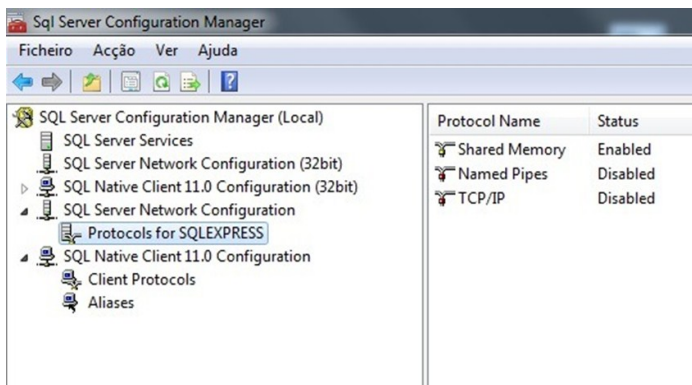 Sql Server Configuration Manager
Ficheiro Acção Ver Ajuda
SQL Server Configuration Manager (Local)
SQL Server Services
SQL Server Network Configuration (32bit)
SQL Native Client 11.0 Configuration (32bit)
SQL Server Network Configuration
Protocols for SQLEXPRESS
SQL Native Client 11.0 Configuration
Client Protocols
Aliases
Protocol Name Status
Shared Memory Enabled
Named Pipes Disabled
TCP/IP Disabled